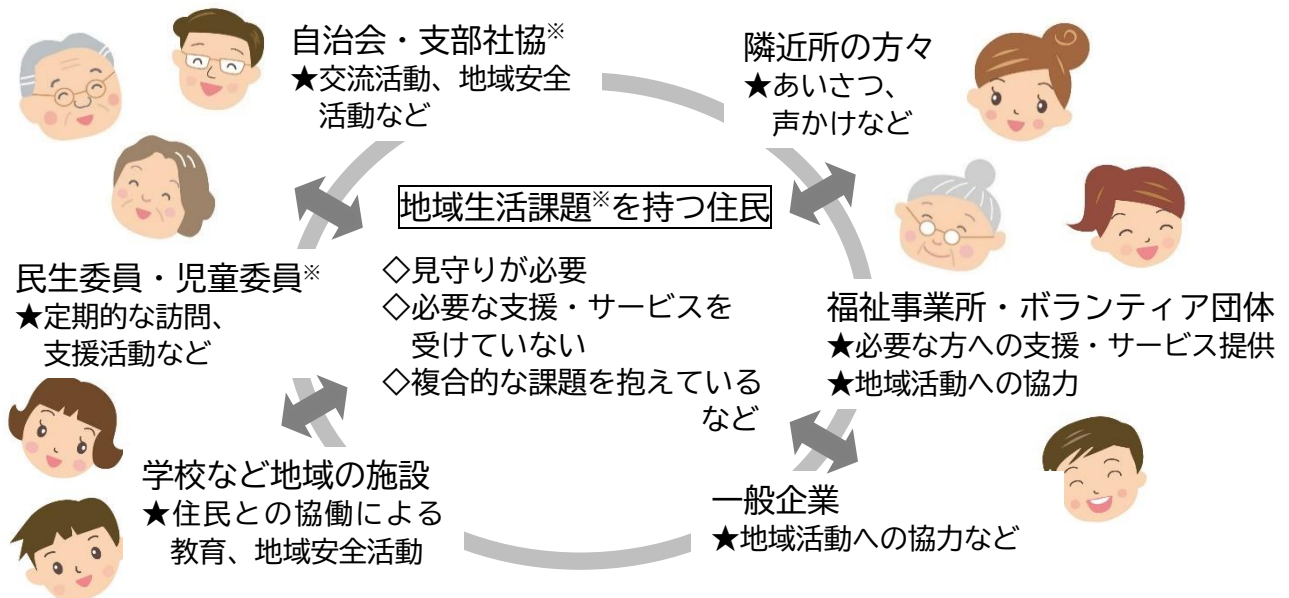 自治会・支部社協※
★交流活動、地域安全
活動など
隣近所の方々
★あいさつ、
声かけなど
地域生活課題※を持つ住民
◇見守りが必要
◇必要な支援・サービスを
受けていない
◇複合的な課題を抱えている
など
民生委員・児童委員※
★定期的な訪問、
支援活動など
福祉事業所・ボランティア団体
★必要な方への支援・サービス提供
★地域活動への協力
学校など地域の施設
★住民との協働による
教育、地域安全活動
一般企業
★地域活動への協力など